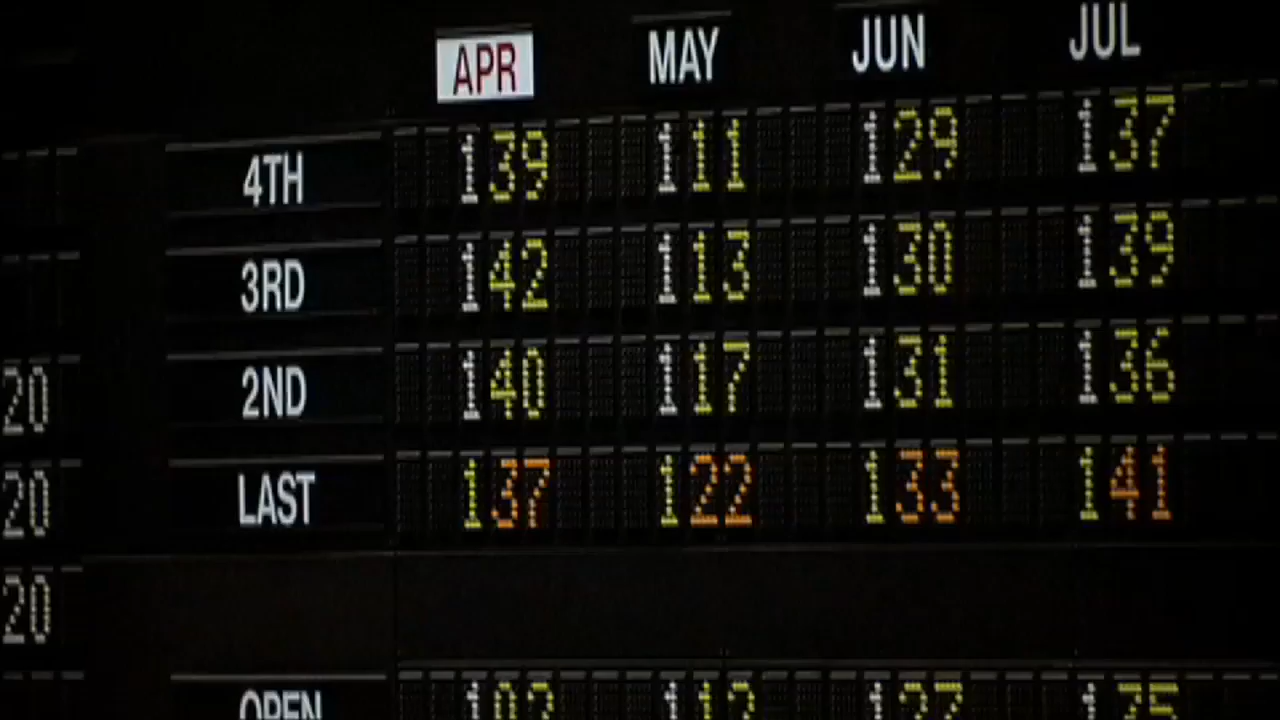 APR MAY JUN JUL
4TH 139 111 129 137
3RD 142 113 130 139
2ND 140 117 131 136
20
LAST 137 122 133 141
20
20
OPEN